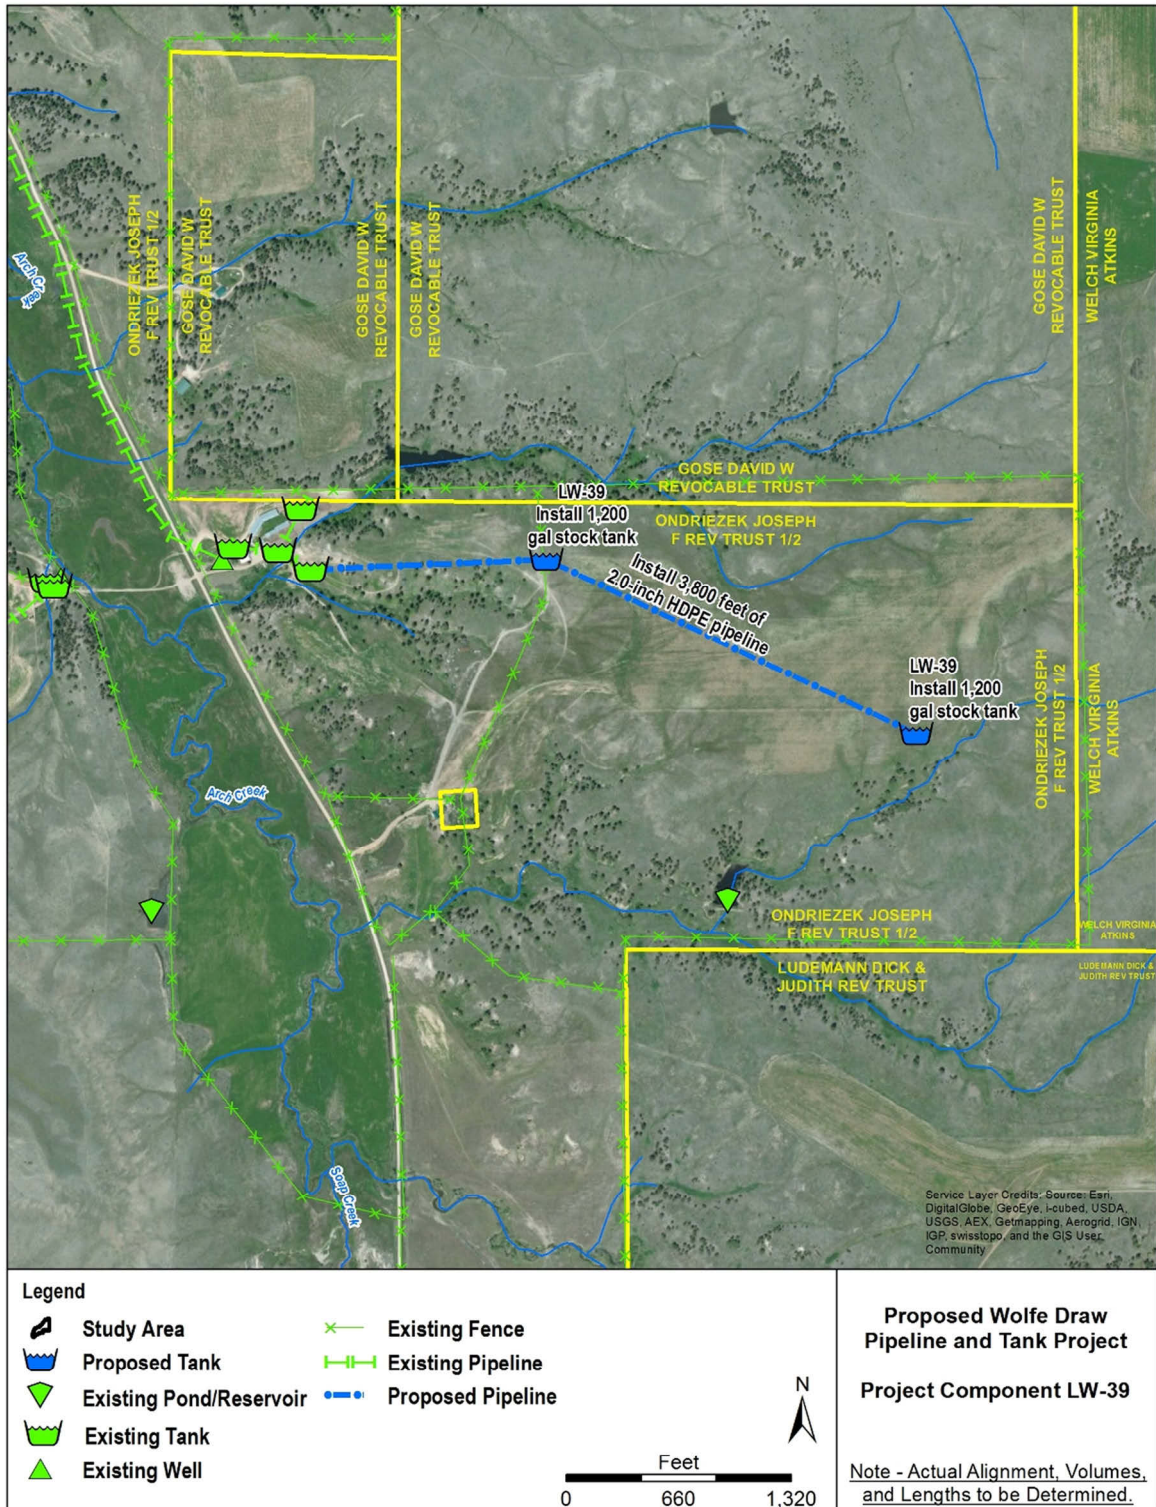 ONDRIEZEK JOSEPH
F REV TRUST 1/2
GOSE DAVID W
REVOCABLE TRUST
GOSE DAVID W
REVOCABLE TRUST
GOSE DAVID W
REVOCABLE TRUST
GOSE DAVID W
REVOCABLE TRUST
WELCH VIRGINIA
ATKINS
Arch Creek
GOSE DAVID W
REVOCABLE TRUST
ONDRIEZEK JOSEPH
F REV TRUST 1/2
LW-39
Install 1,200
gal stock tank
Install 3,800 feet of
2.0-inch HDPE pipeline
LW-39
Install 1,200
gal stock tank
ONDRIEZEK JOSEPH
F REV TRUST 1/2
WELCH VIRGINIA
ATKINS
Arch Creek
ONDRIEZEK JOSEPH
F REV TRUST 1/2
WELCH VIRGINIA
ATKINS
LUDEMANN DICK &
JUDITH REV TRUST
LUDEMANN DICK &
JUDITH REV TRUST
Soap Creek
Service Layer Credits: Source: Esri,
DigitalGlobe, GeoEye, i-cubed, USDA,
USGS, AEX, Getmapping, Aerogrid, IGN,
IGP, swisstopo, and the GIS User
Community
Legend
Study Area
Proposed Tank
Existing Pond/Reservoir
Existing Tank
Existing Well
Existing Fence
Existing Pipeline
Proposed Pipeline
N
Feet
0 660 1,320
Proposed Wolfe Draw
Pipeline and Tank Project
Project Component LW-39
Note - Actual Alignment, Volumes,
and Lengths to be Determined.